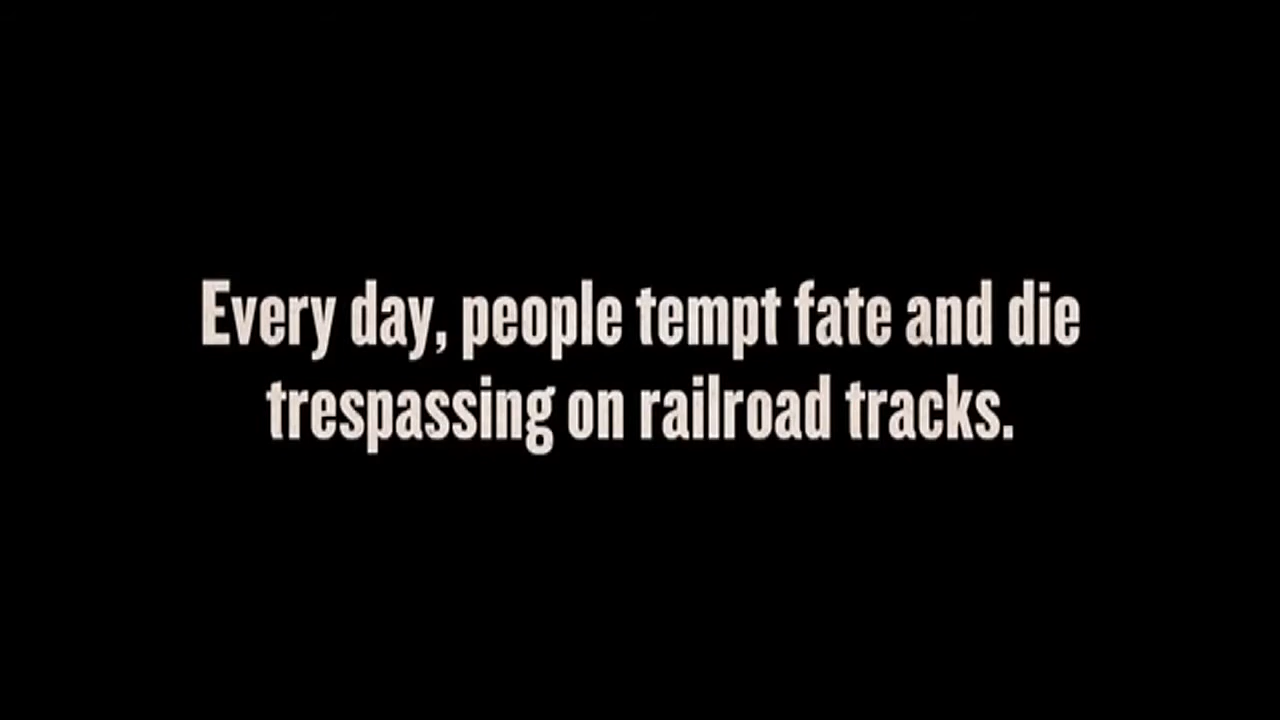 Every day, people tempt fate and die
trespassing on railroad tracks.